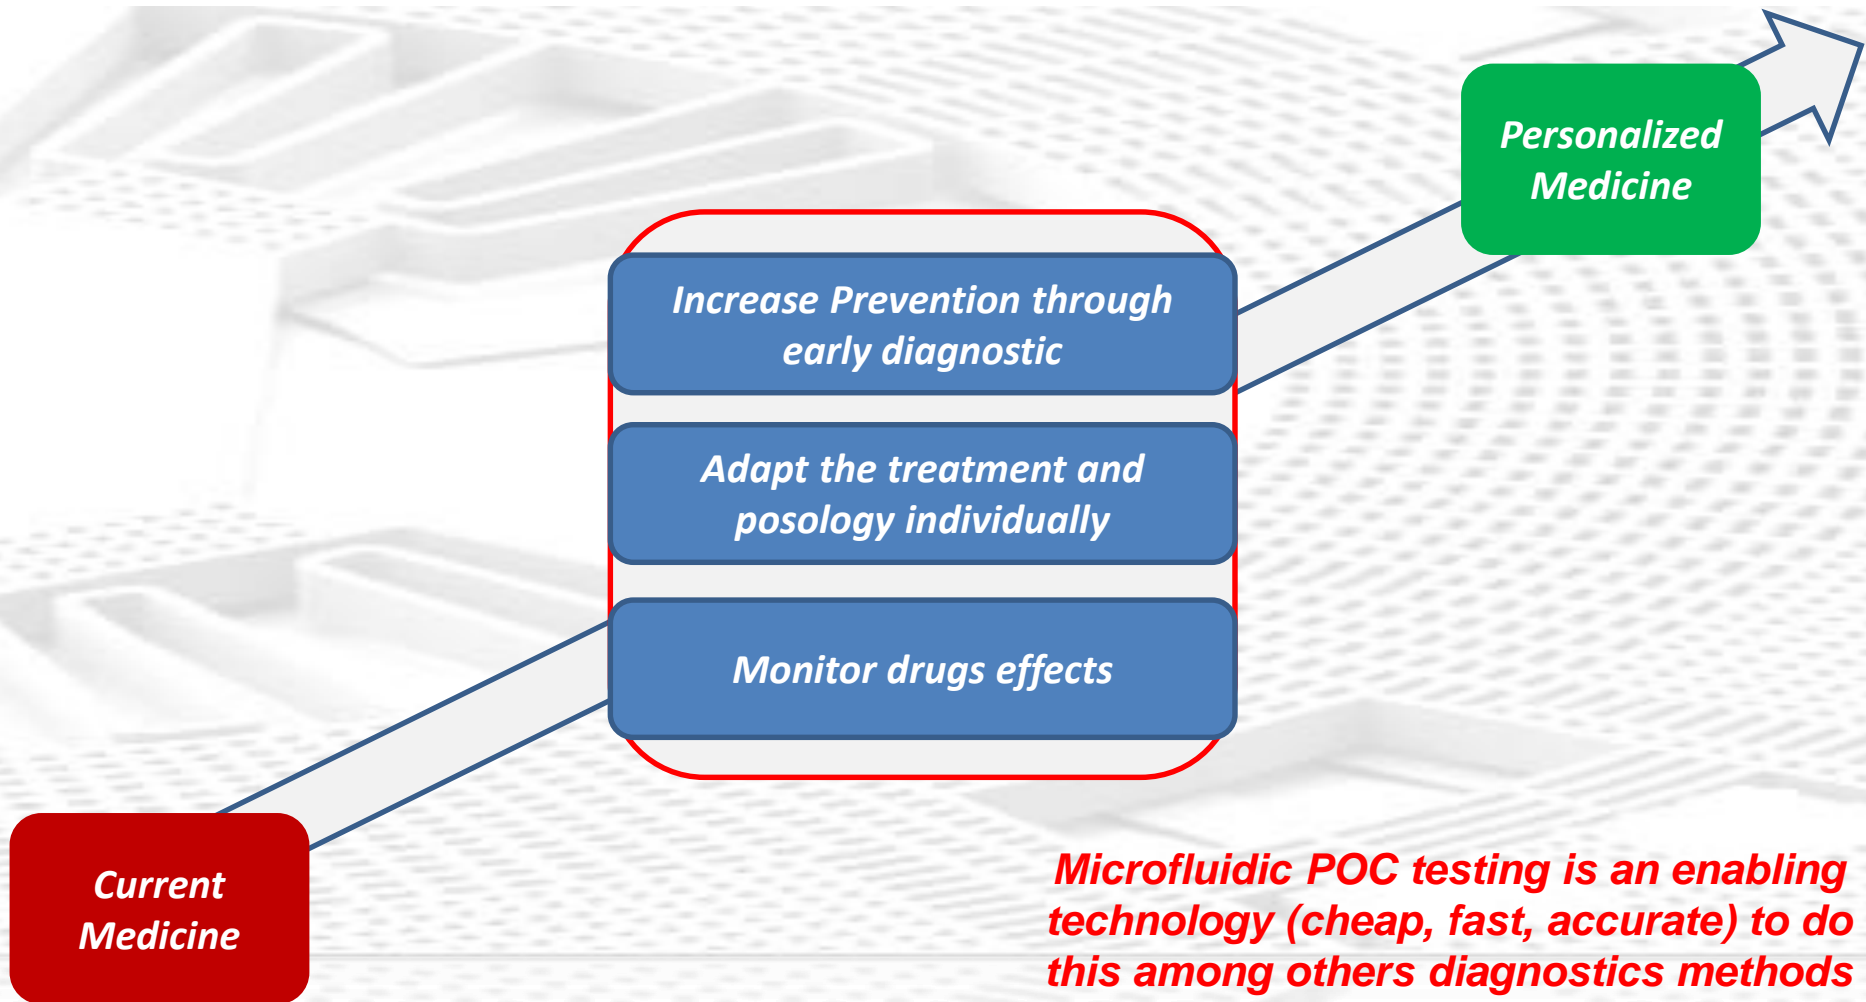 Personalized
Medicine
Increase Prevention through
early diagnostic
Adapt the treatment and
posology individually
Monitor drugs effects
Current
Medicine
Microfluidic POC testing is an enabling
technology (cheap, fast, accurate) to do
this among others diagnostics methods